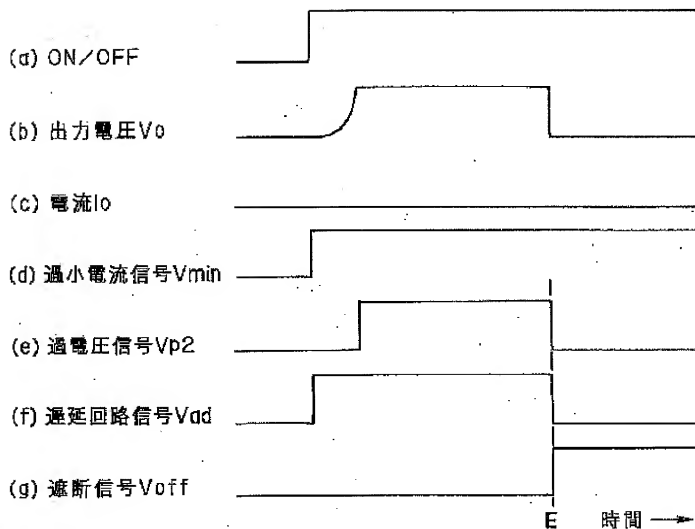 (a) ON/OFF
(b) 出力電圧Vo
(c) 電流Io
(d) 過小電流信号Vmin
(e) 過電圧信号Vp2
(f) 遅延回路信号Vad
(g) 遮断信号Voff
E 時間